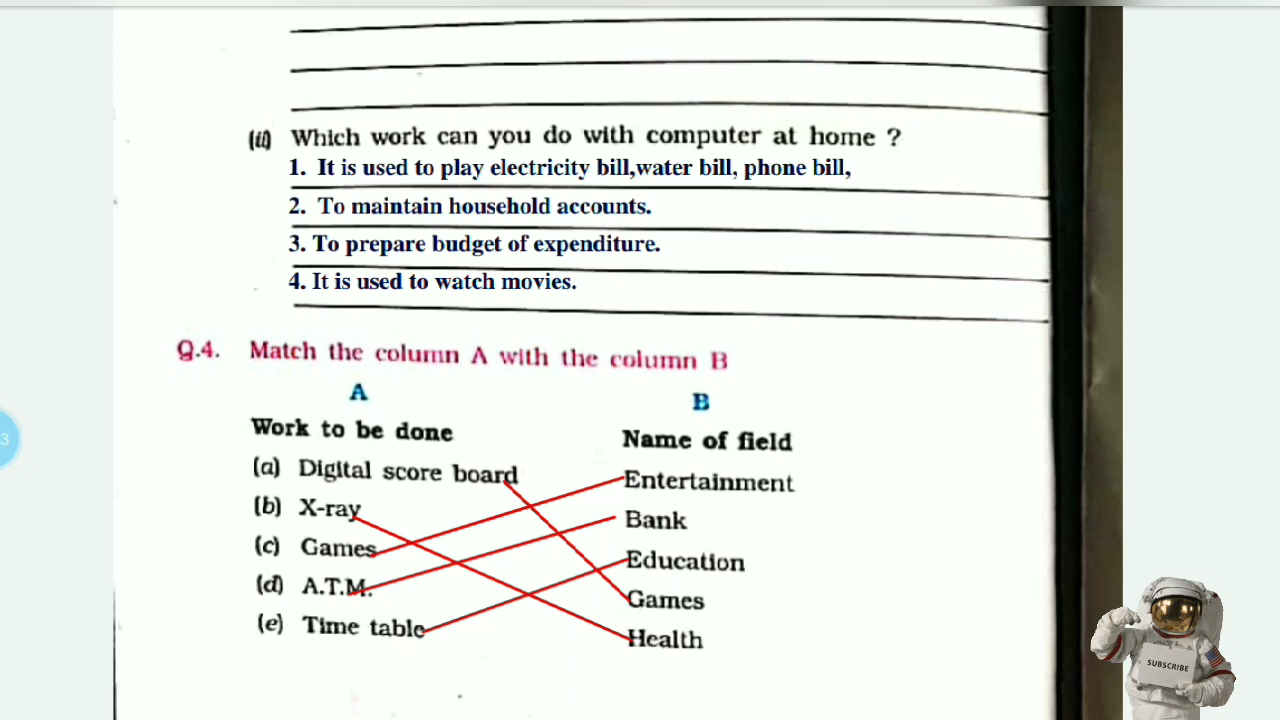 (ii) Which work can you do with computer at home ?
1. It is used to play electricity bill,water bill, phone bill,
2. To maintain household accounts.
3. To prepare budget of expenditure.
4. It is used to watch movies.
Q.4. Match the column A with the column B
A B
Work to be done Name of field
(a) Digital score board Entertainment
(b) X-ray Bank
(c) Games Education
(d) A.T.M. Games
(e) Time table Health
3
SUBSCRIBE